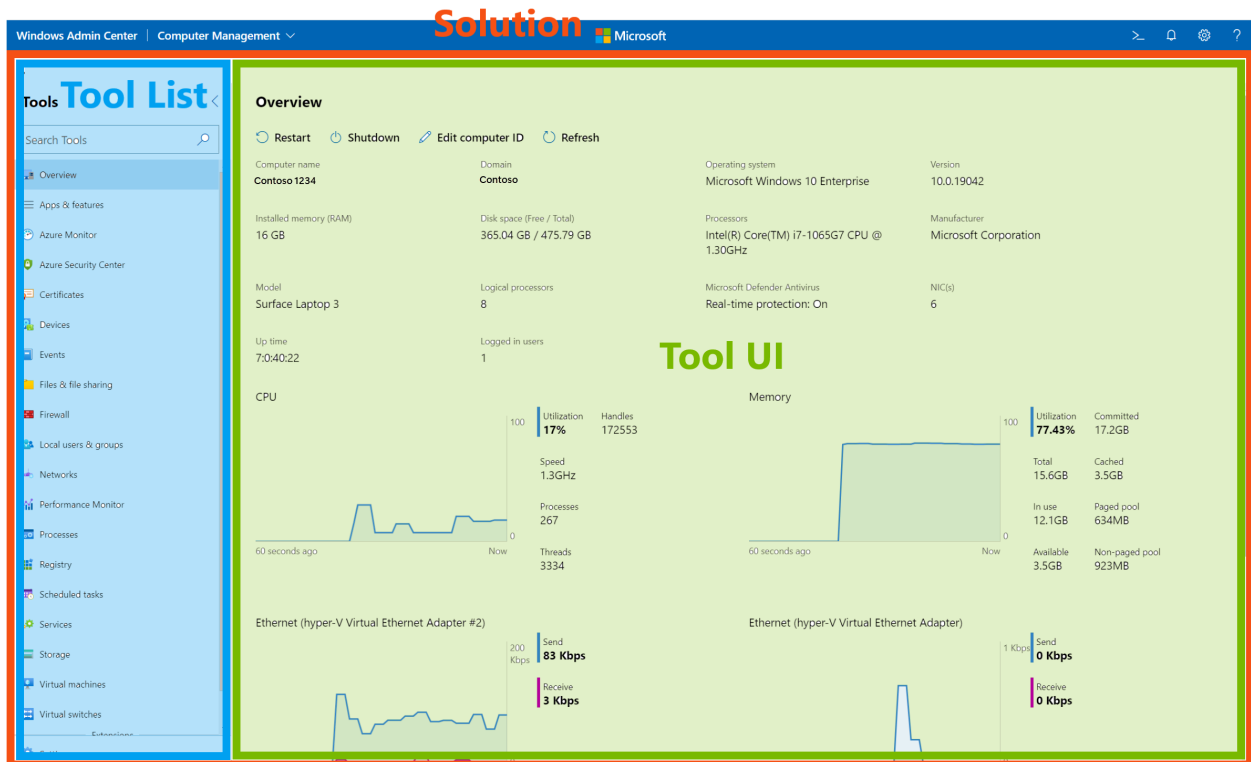 Solution
Windows Admin Center | Computer Management
Microsoft
Tools
Tool List
Search Tools
Overview
Apps & features
Azure Monitor
Azure Security Center
Certificates
Devices
Events
Files & file sharing
Firewall
Local users & groups
Networks
Performance Monitor
Processes
Registry
Scheduled tasks
Services
Storage
Virtual machines
Virtual switches
Extensions
Overview
Restart Shutdown Edit computer ID Refresh
Computer name Domain Operating system Version
Contoso1234 Contoso Microsoft Windows 10 Enterprise 10.0.19042
Installed memory (RAM) Disk space (Free / Total) Processors Manufacturer
16 GB 365.04 GB / 475.79 GB Intel(R) Core(TM) i7-1065G7 CPU @ Microsoft Corporation
1.30GHz
Model Logical processors Microsoft Defender Antivirus NIC(s)
Surface Laptop 3 8 Real-time protection: On 6
Up time Logged in users
7:0:40:22 1
Tool UI
CPU
100
Utilization Handles
17% 172553
Speed
1.3GHz
Processes
267
0
60 seconds ago Now
Threads
3334
Memory
100
Utilization Committed
77.43% 17.2GB
Total Cached
15.6GB 3.5GB
In use Paged pool
12.1GB 634MB
0
60 seconds ago Now
Available Non-paged pool
3.5GB 923MB
Ethernet (hyper-V Virtual Ethernet Adapter #2)
200
Kbps
Send
83 Kbps
Receive
3 Kbps
Ethernet (hyper-V Virtual Ethernet Adapter)
1 Kbps
Send
0 Kbps
Receive
0 Kbps